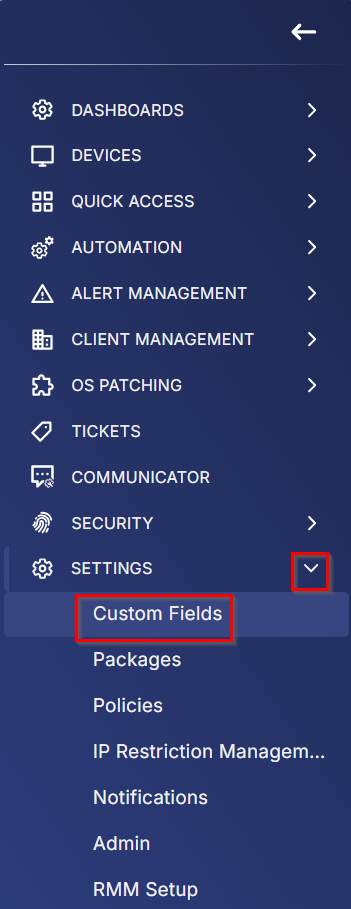 DASHBOARDS
DEVICES
QUICK ACCESS
AUTOMATION
ALERT MANAGEMENT
CLIENT MANAGEMENT
OS PATCHING
TICKETS
COMMUNICATOR
SECURITY
SETTINGS
Custom Fields
Packages
Policies
IP Restriction Managem...
Notifications
Admin
RMM Setup